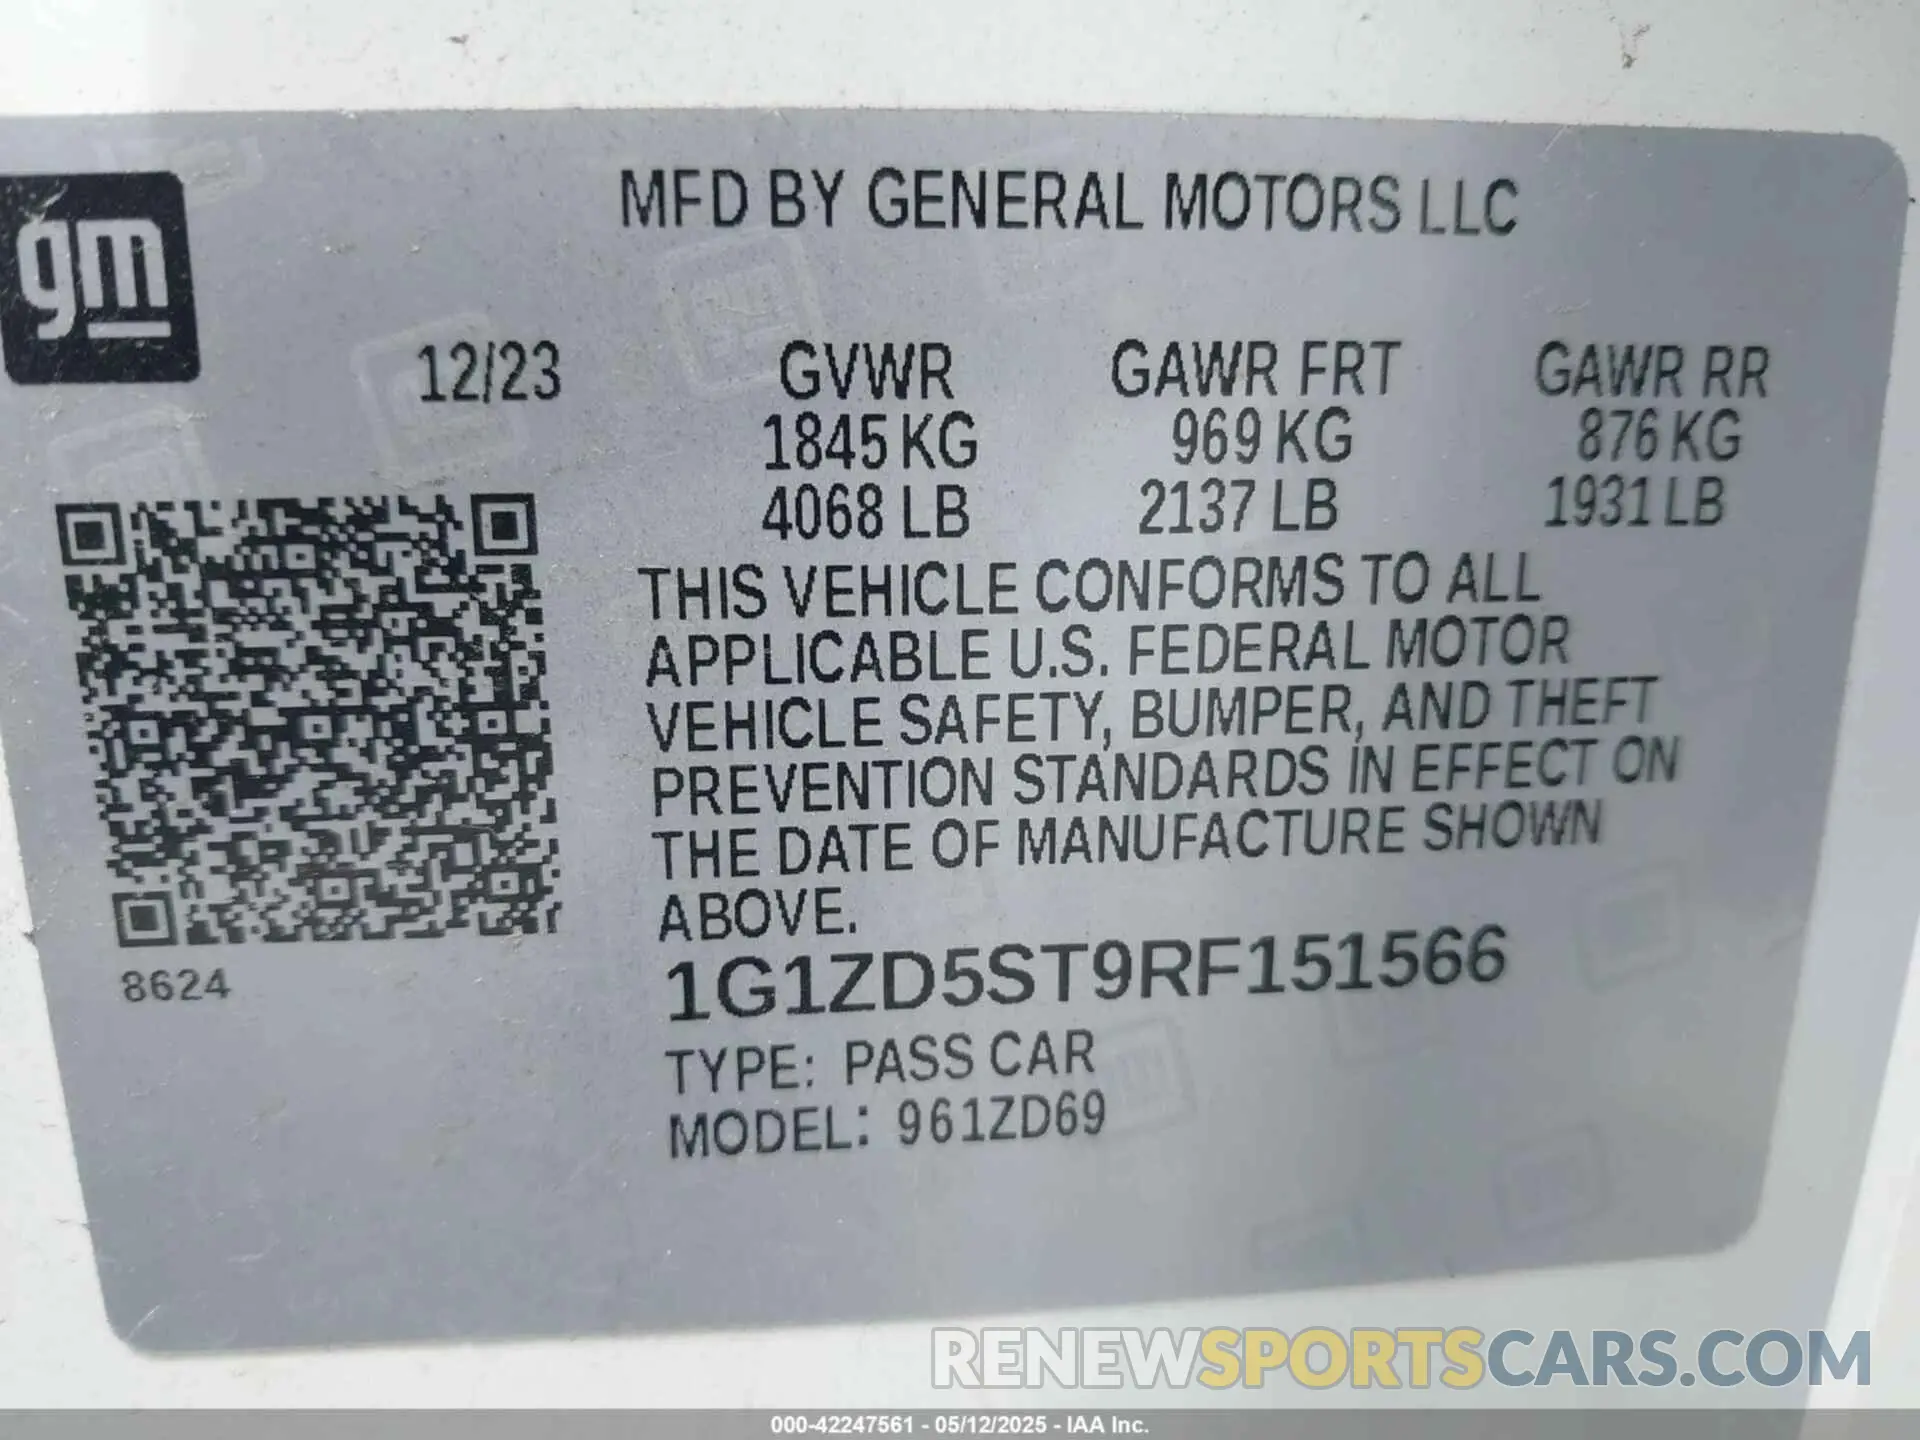 MFD BY GENERAL MOTORS LLC
gm
12/23
GVWR GAWR FRT GAWR RR
1845 KG 969 KG 876 KG
4068 LB 2137 LB 1931 LB
THIS VEHICLE CONFORMS TO ALL
APPLICABLE U.S. FEDERAL MOTOR
VEHICLE SAFETY, BUMPER, AND THEFT
PREVENTION STANDARDS IN EFFECT ON
THE DATE OF MANUFACTURE SHOWN
ABOVE.
8624
1G1ZD5ST9RF151566
TYPE: PASS CAR
MODEL: 961ZD69
RENEWSPORTSCARS.COM
000-42247561 - 05/12/2025 - IAA Inc.